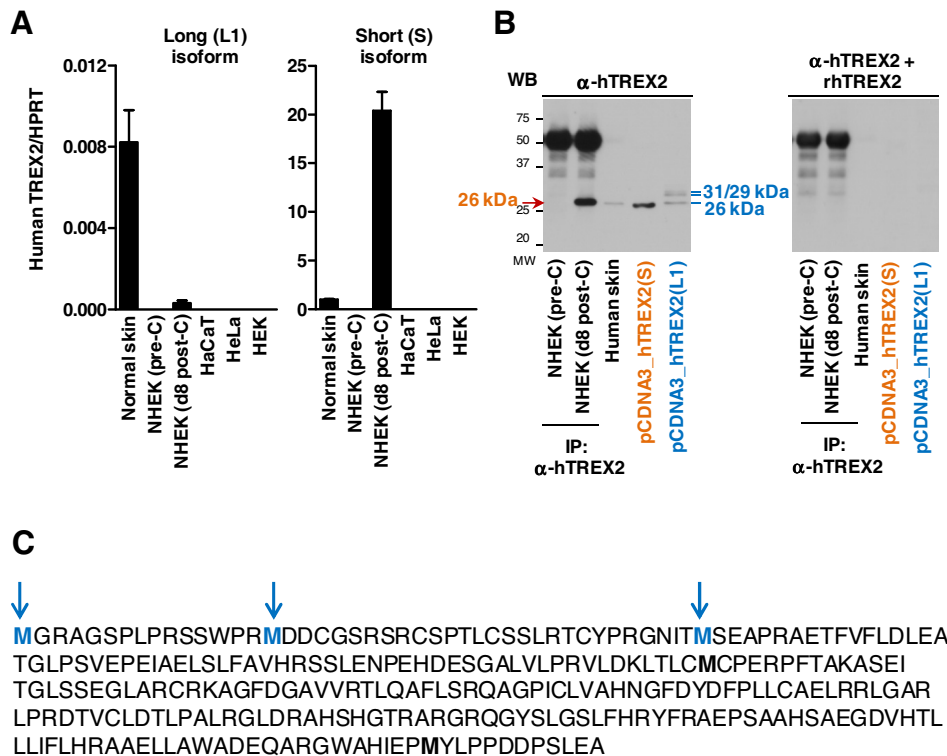 A
Long (L1)
isoform
Short (S)
isoform
Human TREX2/HPRT
0.012
0.008
0.004
0.000
Normal skin
NHEK (pre-C)
NHEK (d8 post-C)
HaCaT
HeLa
HEK
25
20
15
10
5
0
Normal skin
NHEK (pre-C)
NHEK (d8 post-C)
HaCaT
HeLa
HEK
B
WB
α-hTREX2
75
50
37
25
20
MW
26 kDa
31/29 kDa
26 kDa
NHEK (pre-C)
NHEK (d8 post-C)
Human skin
pCDNA3_hTREX2(S)
pCDNA3_hTREX2(L1)
IP:
α-hTREX2
α-hTREX2 +
rhTREX2
NHEK (pre-C)
NHEK (d8 post-C)
Human skin
pCDNA3_hTREX2(S)
pCDNA3_hTREX2(L1)
IP:
α-hTREX2
C
MGRAGSPLPRSSWPRMDDCGSRSRCSPTLCSSLRTCYPRGNITMSEAPRAETFVFLDLEA
TGLPSVEPEIAELSLFAVHRSSLENPEHDESGALVLPRVLDKLTLCMCPERPFTAKASEI
TGLSSEGLARCRKAGFDGAVVRTLQAFLSRQAGPICLVAHNGFDYDFPLLCAELRRLGAR
LPRDTVCLDTLPALRGLDRAHSHGTRARGRQGYSLGSLFHRYFRAEPSAAHSAEGDVHTL
LLIFLHRAAELLAWADEQARGWAHIEPMYLPPDDPSLEA